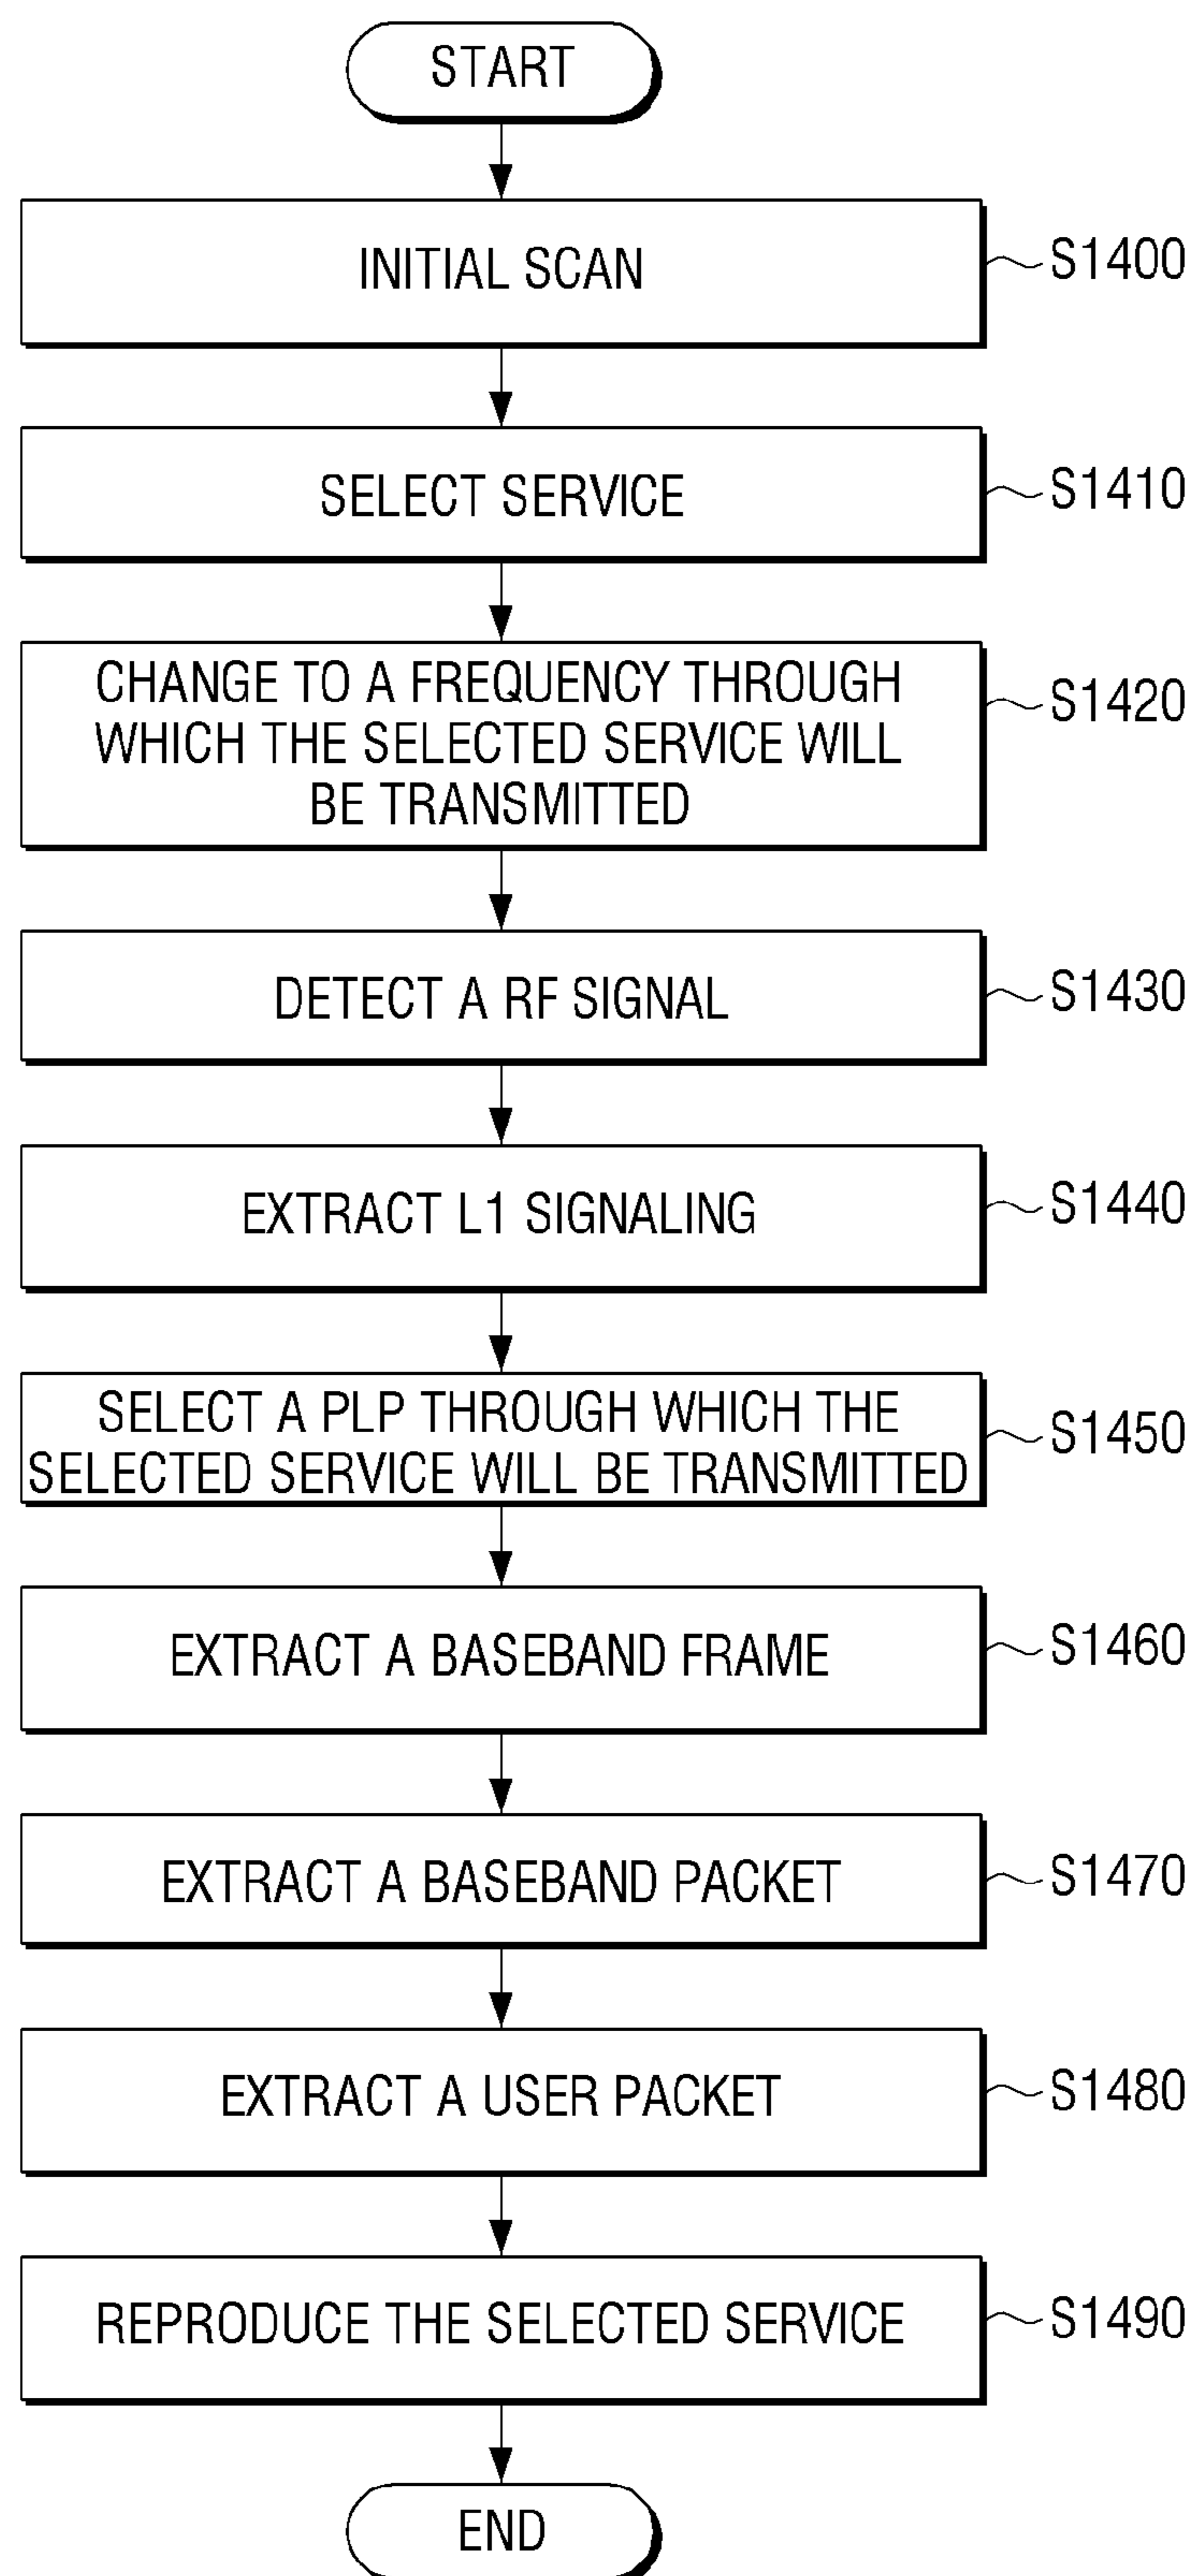 START
INITIAL SCAN
S1400
SELECT SERVICE
S1410
CHANGE TO A FREQUENCY THROUGH
WHICH THE SELECTED SERVICE WILL
BE TRANSMITTED
S1420
DETECT A RF SIGNAL
S1430
EXTRACT L1 SIGNALING
S1440
SELECT A PLP THROUGH WHICH THE
SELECTED SERVICE WILL BE TRANSMITTED
S1450
EXTRACT A BASEBAND FRAME
S1460
EXTRACT A BASEBAND PACKET
S1470
EXTRACT A USER PACKET
S1480
REPRODUCE THE SELECTED SERVICE
S1490
END